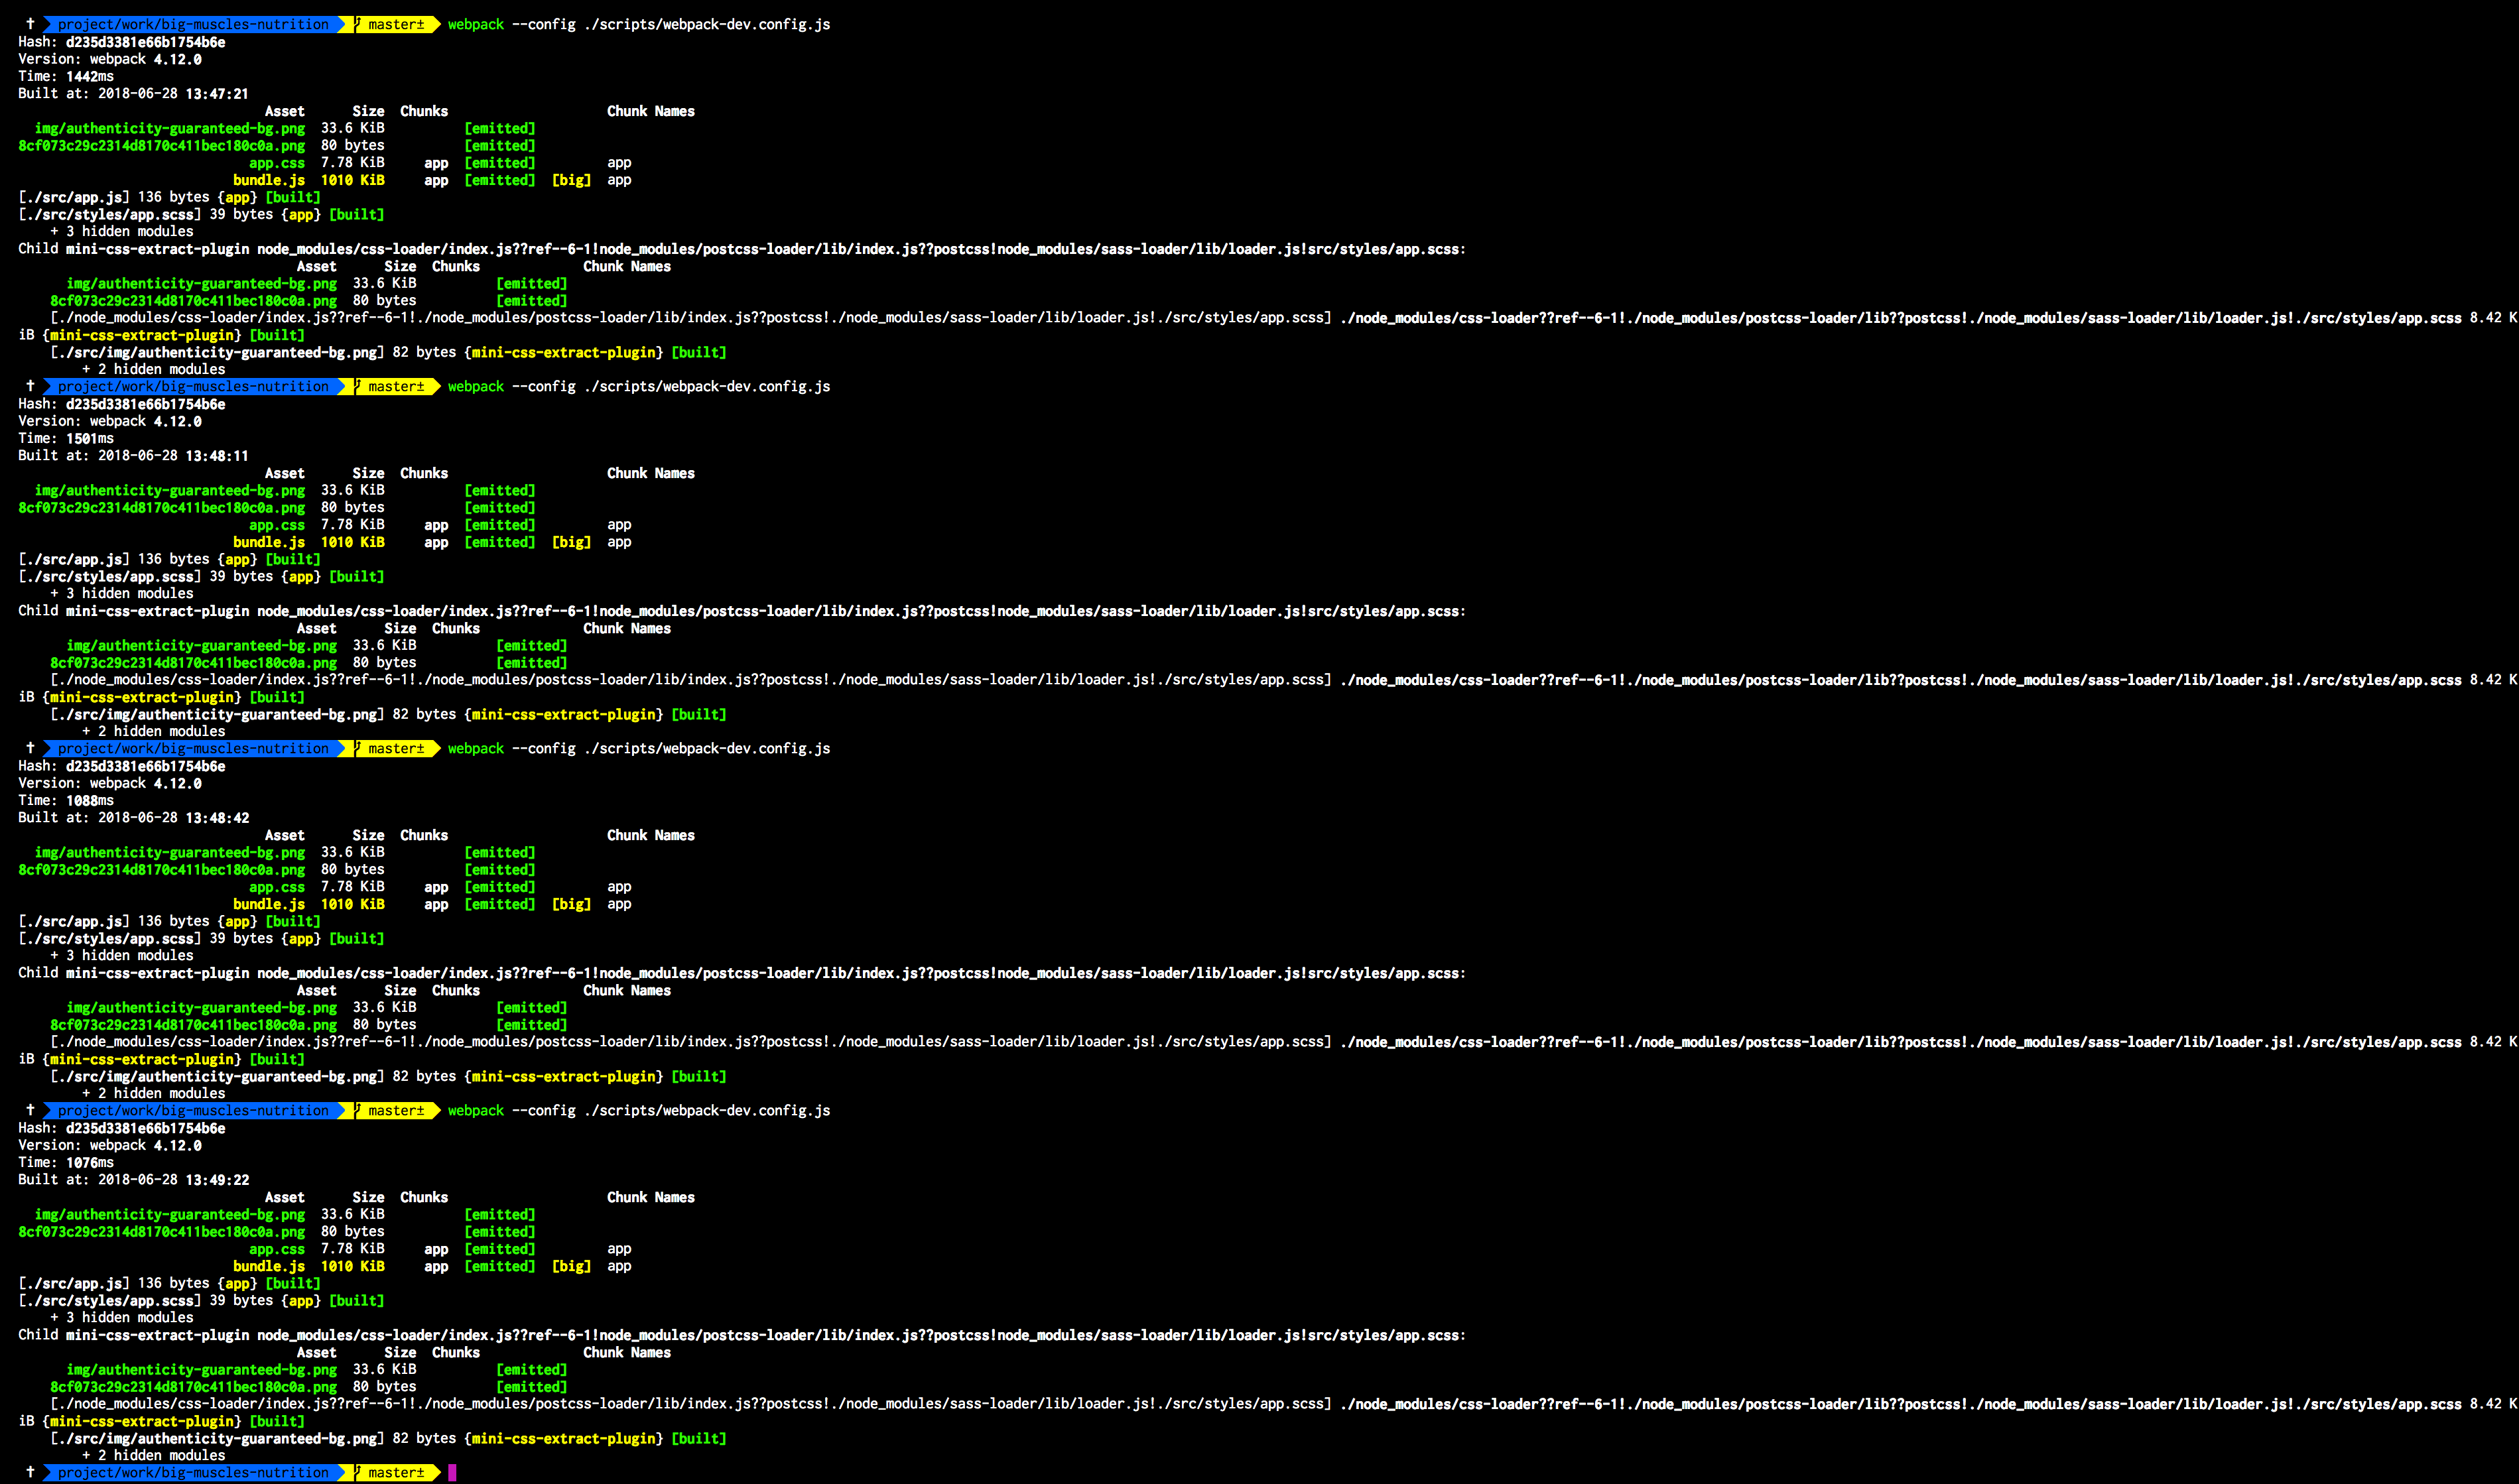 † project/work/big-muscles-nutrition master± webpack --config ./scripts/webpack-dev.config.js
Hash: d235d3381e66b1754b6e
Version: webpack 4.12.0
Time: 1442ms
Built at: 2018-06-28 13:47:21
Asset Size Chunks Chunk Names
img/authenticity-guaranteed-bg.png 33.6 KiB [emitted]
8cf073c29c2314d8170c411bec180c0a.png 80 bytes [emitted]
app.css 7.78 KiB app [emitted] app
bundle.js 1010 KiB app [emitted] [big] app
[./src/app.js] 136 bytes {app} [built]
[./src/styles/app.scss] 39 bytes {app} [built]
+ 3 hidden modules
Child mini-css-extract-plugin node_modules/css-loader/index.js??ref--6-1!node_modules/postcss-loader/lib/index.js??postcss!node_modules/sass-loader/lib/loader.js!src/styles/app.scss:
Asset Size Chunks Chunk Names
img/authenticity-guaranteed-bg.png 33.6 KiB [emitted]
8cf073c29c2314d8170c411bec180c0a.png 80 bytes [emitted]
[./node_modules/css-loader/index.js??ref--6-1!./node_modules/postcss-loader/lib/index.js??postcss!./node_modules/sass-loader/lib/loader.js!./src/styles/app.scss] ./node_modules/css-loader??ref--6-1!./node_modules/postcss-loader/lib??postcss!./node_modules/sass-loader/lib/loader.js!./src/styles/app.scss 8.42 K
iB {mini-css-extract-plugin} [built]
[./src/img/authenticity-guaranteed-bg.png] 82 bytes {mini-css-extract-plugin} [built]
+ 2 hidden modules
† project/work/big-muscles-nutrition master± webpack --config ./scripts/webpack-dev.config.js
Hash: d235d3381e66b1754b6e
Version: webpack 4.12.0
Time: 1501ms
Built at: 2018-06-28 13:48:11
Asset Size Chunks Chunk Names
img/authenticity-guaranteed-bg.png 33.6 KiB [emitted]
8cf073c29c2314d8170c411bec180c0a.png 80 bytes [emitted]
app.css 7.78 KiB app [emitted] app
bundle.js 1010 KiB app [emitted] [big] app
[./src/app.js] 136 bytes {app} [built]
[./src/styles/app.scss] 39 bytes {app} [built]
+ 3 hidden modules
Child mini-css-extract-plugin node_modules/css-loader/index.js??ref--6-1!node_modules/postcss-loader/lib/index.js??postcss!node_modules/sass-loader/lib/loader.js!src/styles/app.scss:
Asset Size Chunks Chunk Names
img/authenticity-guaranteed-bg.png 33.6 KiB [emitted]
8cf073c29c2314d8170c411bec180c0a.png 80 bytes [emitted]
[./node_modules/css-loader/index.js??ref--6-1!./node_modules/postcss-loader/lib/index.js??postcss!./node_modules/sass-loader/lib/loader.js!./src/styles/app.scss] ./node_modules/css-loader??ref--6-1!./node_modules/postcss-loader/lib??postcss!./node_modules/sass-loader/lib/loader.js!./src/styles/app.scss 8.42 K
iB {mini-css-extract-plugin} [built]
[./src/img/authenticity-guaranteed-bg.png] 82 bytes {mini-css-extract-plugin} [built]
+ 2 hidden modules
† project/work/big-muscles-nutrition master± webpack --config ./scripts/webpack-dev.config.js
Hash: d235d3381e66b1754b6e
Version: webpack 4.12.0
Time: 1088ms
Built at: 2018-06-28 13:48:42
Asset Size Chunks Chunk Names
img/authenticity-guaranteed-bg.png 33.6 KiB [emitted]
8cf073c29c2314d8170c411bec180c0a.png 80 bytes [emitted]
app.css 7.78 KiB app [emitted] app
bundle.js 1010 KiB app [emitted] [big] app
[./src/app.js] 136 bytes {app} [built]
[./src/styles/app.scss] 39 bytes {app} [built]
+ 3 hidden modules
Child mini-css-extract-plugin node_modules/css-loader/index.js??ref--6-1!node_modules/postcss-loader/lib/index.js??postcss!node_modules/sass-loader/lib/loader.js!src/styles/app.scss:
Asset Size Chunks Chunk Names
img/authenticity-guaranteed-bg.png 33.6 KiB [emitted]
8cf073c29c2314d8170c411bec180c0a.png 80 bytes [emitted]
[./node_modules/css-loader/index.js??ref--6-1!./node_modules/postcss-loader/lib/index.js??postcss!./node_modules/sass-loader/lib/loader.js!./src/styles/app.scss] ./node_modules/css-loader??ref--6-1!./node_modules/postcss-loader/lib??postcss!./node_modules/sass-loader/lib/loader.js!./src/styles/app.scss 8.42 K
iB {mini-css-extract-plugin} [built]
[./src/img/authenticity-guaranteed-bg.png] 82 bytes {mini-css-extract-plugin} [built]
+ 2 hidden modules
† project/work/big-muscles-nutrition master± webpack --config ./scripts/webpack-dev.config.js
Hash: d235d3381e66b1754b6e
Version: webpack 4.12.0
Time: 1076ms
Built at: 2018-06-28 13:49:22
Asset Size Chunks Chunk Names
img/authenticity-guaranteed-bg.png 33.6 KiB [emitted]
8cf073c29c2314d8170c411bec180c0a.png 80 bytes [emitted]
app.css 7.78 KiB app [emitted] app
bundle.js 1010 KiB app [emitted] [big] app
[./src/app.js] 136 bytes {app} [built]
[./src/styles/app.scss] 39 bytes {app} [built]
+ 3 hidden modules
Child mini-css-extract-plugin node_modules/css-loader/index.js??ref--6-1!node_modules/postcss-loader/lib/index.js??postcss!node_modules/sass-loader/lib/loader.js!src/styles/app.scss:
Asset Size Chunks Chunk Names
img/authenticity-guaranteed-bg.png 33.6 KiB [emitted]
8cf073c29c2314d8170c411bec180c0a.png 80 bytes [emitted]
[./node_modules/css-loader/index.js??ref--6-1!./node_modules/postcss-loader/lib/index.js??postcss!./node_modules/sass-loader/lib/loader.js!./src/styles/app.scss] ./node_modules/css-loader??ref--6-1!./node_modules/postcss-loader/lib??postcss!./node_modules/sass-loader/lib/loader.js!./src/styles/app.scss 8.42 K
iB {mini-css-extract-plugin} [built]
[./src/img/authenticity-guaranteed-bg.png] 82 bytes {mini-css-extract-plugin} [built]
+ 2 hidden modules
† project/work/big-muscles-nutrition master±